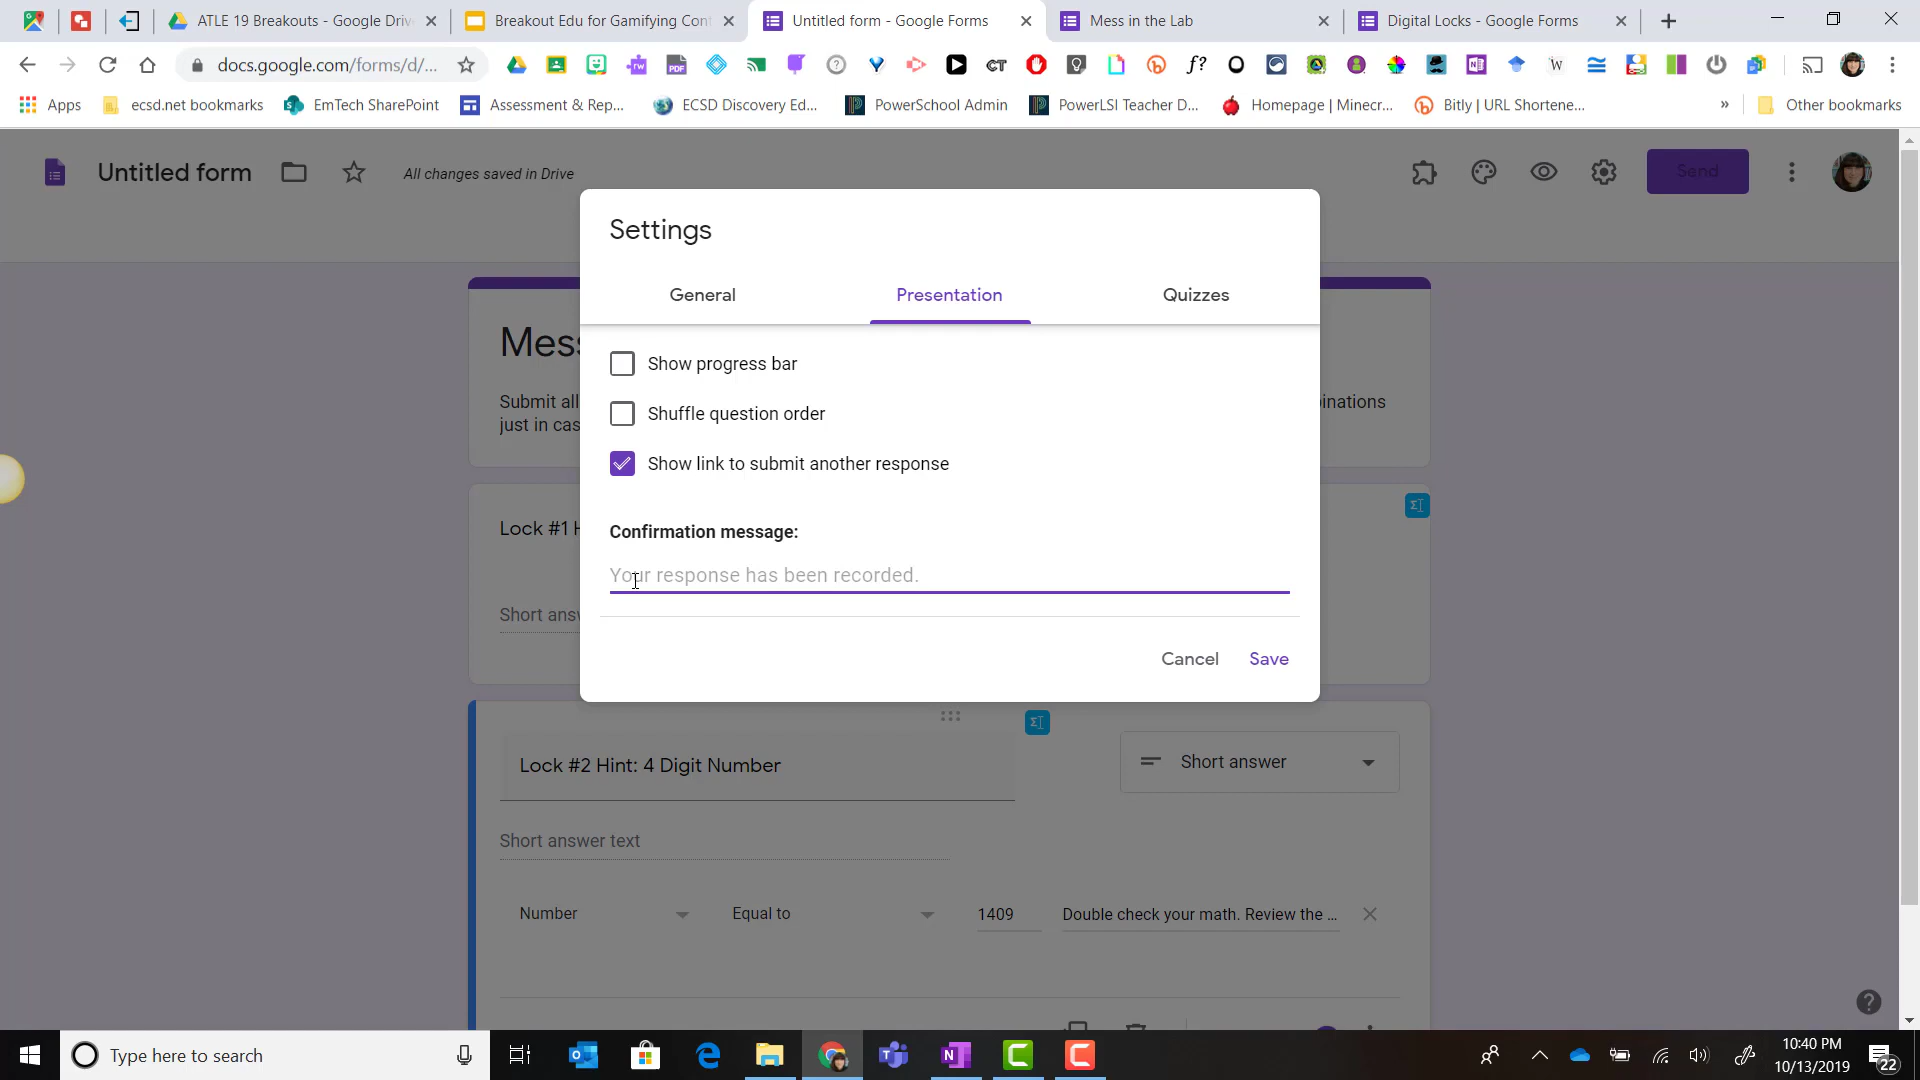 ATLE 19 Breakouts - Google Driv
Breakout Edu for Gamifying Cont
Untitled form - Google Forms
Mess in the Lab
Digital Locks - Google Forms
docs.google.com/forms/d/...
Apps
ecsd.net bookmarks
EmTech SharePoint
Assessment & Rep...
ECSD Discovery Ed...
PowerSchool Admin
PowerLSI Teacher D...
Homepage | Minecr...
Bitly | URL Shortene...
»
Other bookmarks
Untitled form
All changes saved in Drive
Send
Settings
General
Presentation
Quizzes
Mess
Show progress bar
Submit all
inations
just in cas
Shuffle question order
Show link to submit another response
Lock #1 H
Confirmation message:
Your response has been recorded.
Short answ
Cancel
Save
Lock #2 Hint: 4 Digit Number
Short answer
Short answer text
Number
Equal to
1409
Double check your math. Review the ...
Type here to search
10:40 PM
10/13/2019
22